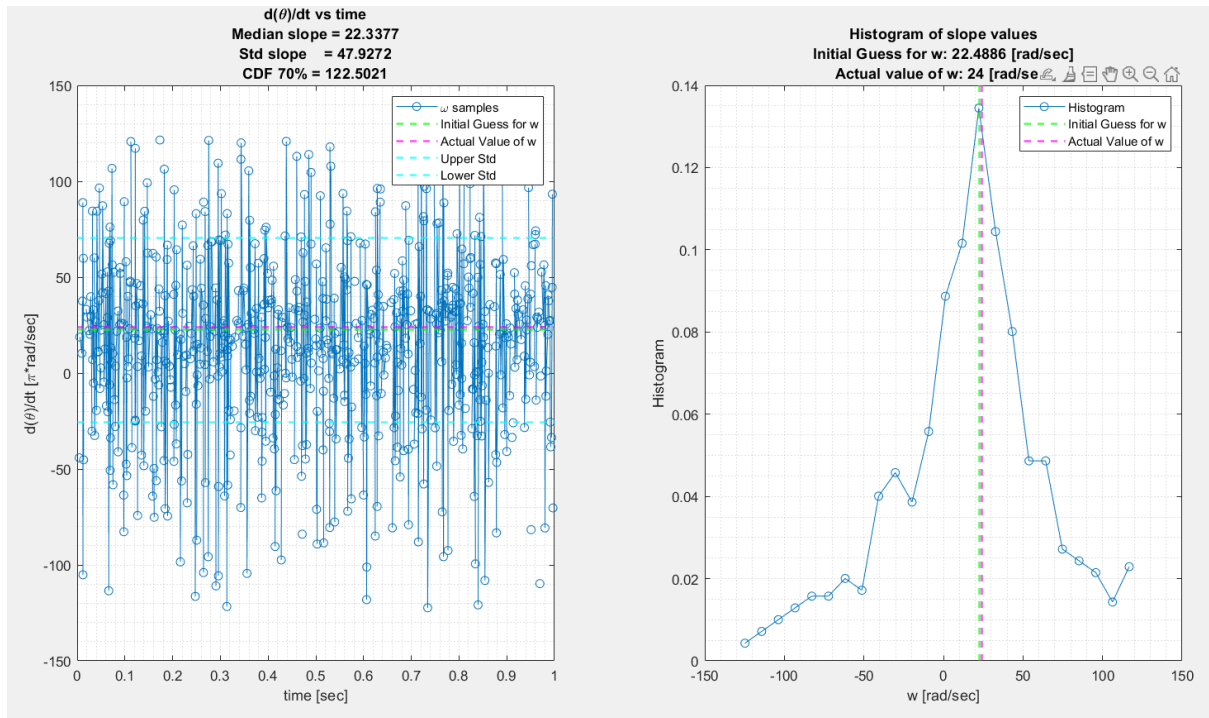 d(θ)/dt vs time
Median slope = 22.3377
Std slope = 47.9272
CDF 70% = 122.5021
150
100
50
0
-50
-100
-150
d(θ)/dt [π*rad/sec]
ω samples
Initial Guess for w
Actual Value of w
Upper Std
Lower Std
0 0.1 0.2 0.3 0.4 0.5 0.6 0.7 0.8 0.9 1
time [sec]
Histogram of slope values
Initial Guess for w: 22.4886 [rad/sec]
Actual value of w: 24 [rad/se
0.14
0.12
0.1
0.08
0.06
0.04
0.02
0
Histogram
Histogram
Initial Guess for w
Actual Value of w
-150 -100 -50 0 50 100 150
w [rad/sec]